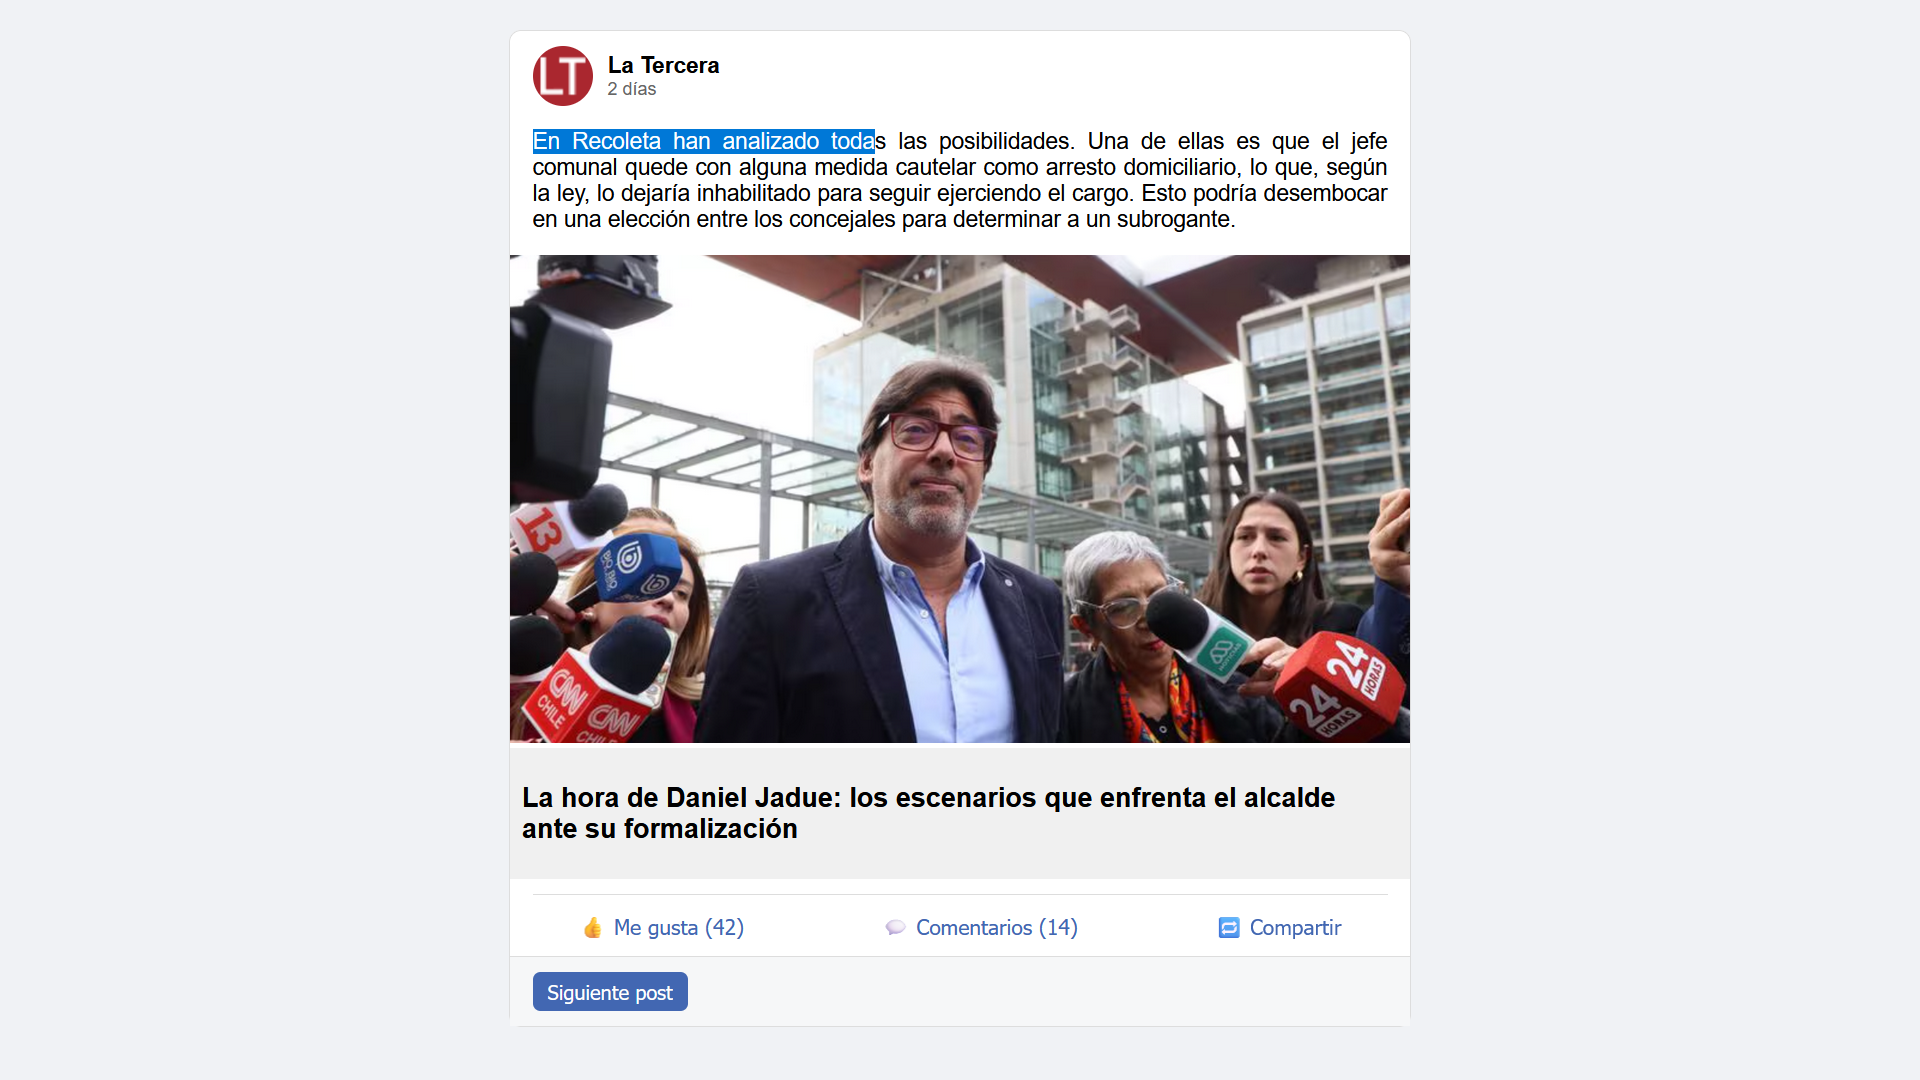 LT
La Tercera
2 días
En Recoleta han analizado todas las posibilidades. Una de ellas es que el jefe
comunal quede con alguna medida cautelar como arresto domiciliario, lo que, según
la ley, lo dejaría inhabilitado para seguir ejerciendo el cargo. Esto podría desembocar
en una elección entre los concejales para determinar a un subrogante.
13
BIO BIO
CNN
CHILE
CNN
CHILE
NOTICIAS
24
HORAS
24
HORAS
La hora de Daniel Jadue: los escenarios que enfrenta el alcalde
ante su formalización
Me gusta (42)
Comentarios (14)
Compartir
Siguiente post